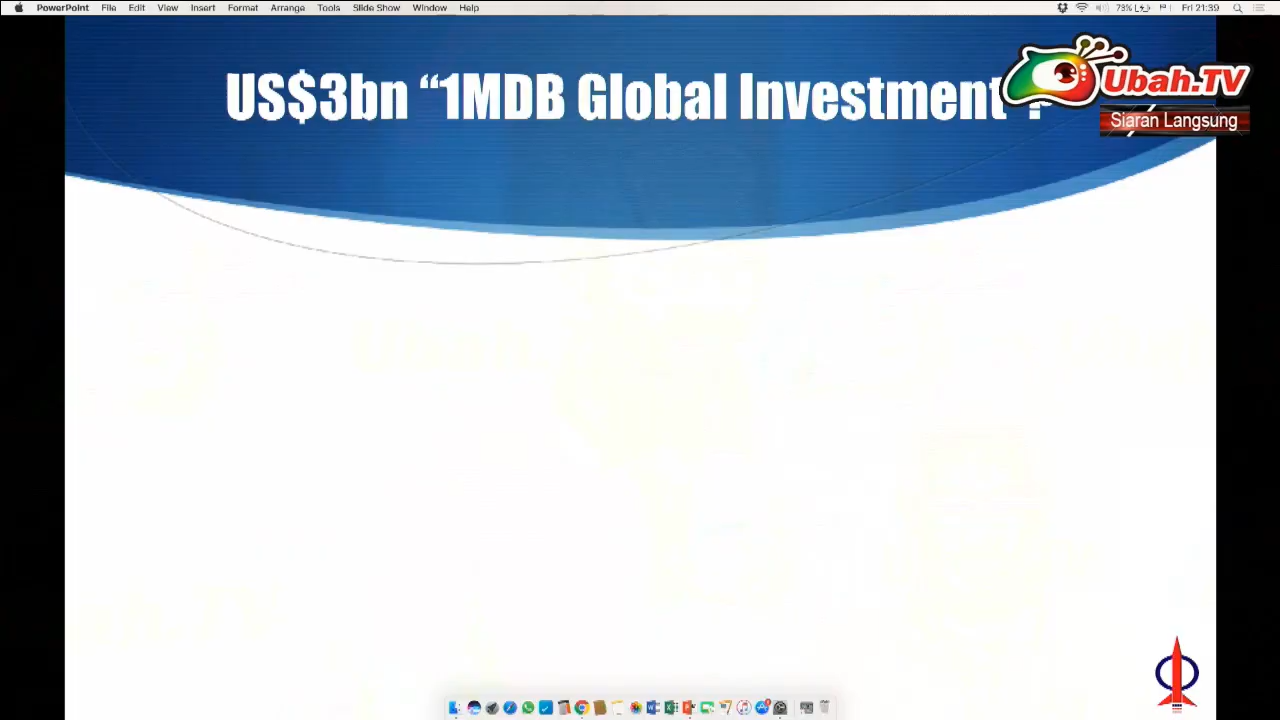 PowerPoint File Edit View Insert Format Arrange Tools Slide Show Window Help 73% Fri 21:39
US$3bn “1MDB Global Investment"?
Ubah.TV
Siaran Langsung